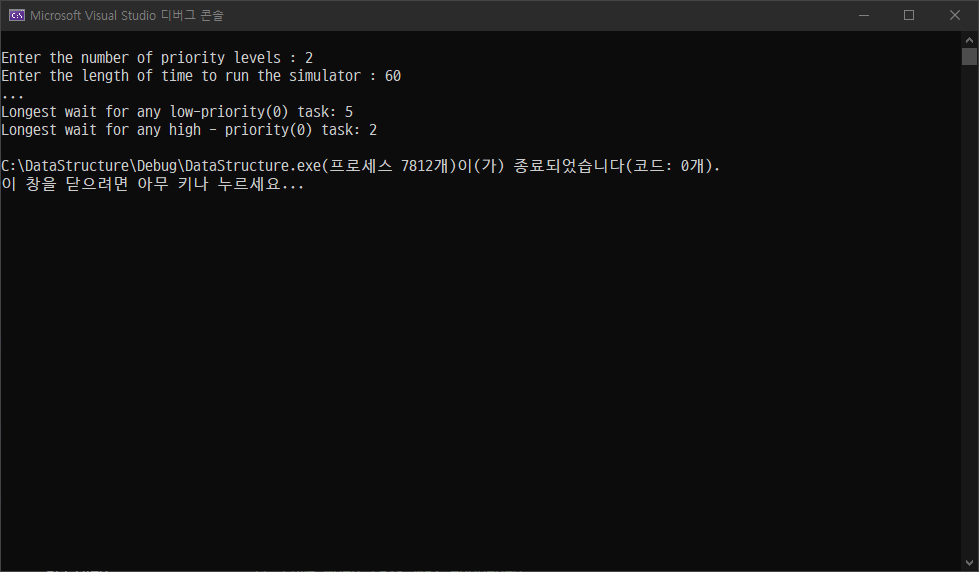 Microsoft Visual Studio 디버그 콘솔
Enter the number of priority levels : 2
Enter the length of time to run the simulator : 60
...
Longest wait for any low-priority(0) task: 5
Longest wait for any high - priority(0) task: 2
C:\DataStructure\Debug\DataStructure.exe(프로세스 7812개)이(가) 종료되었습니다(코드: 0개).
이 창을 닫으려면 아무 키나 누르세요...